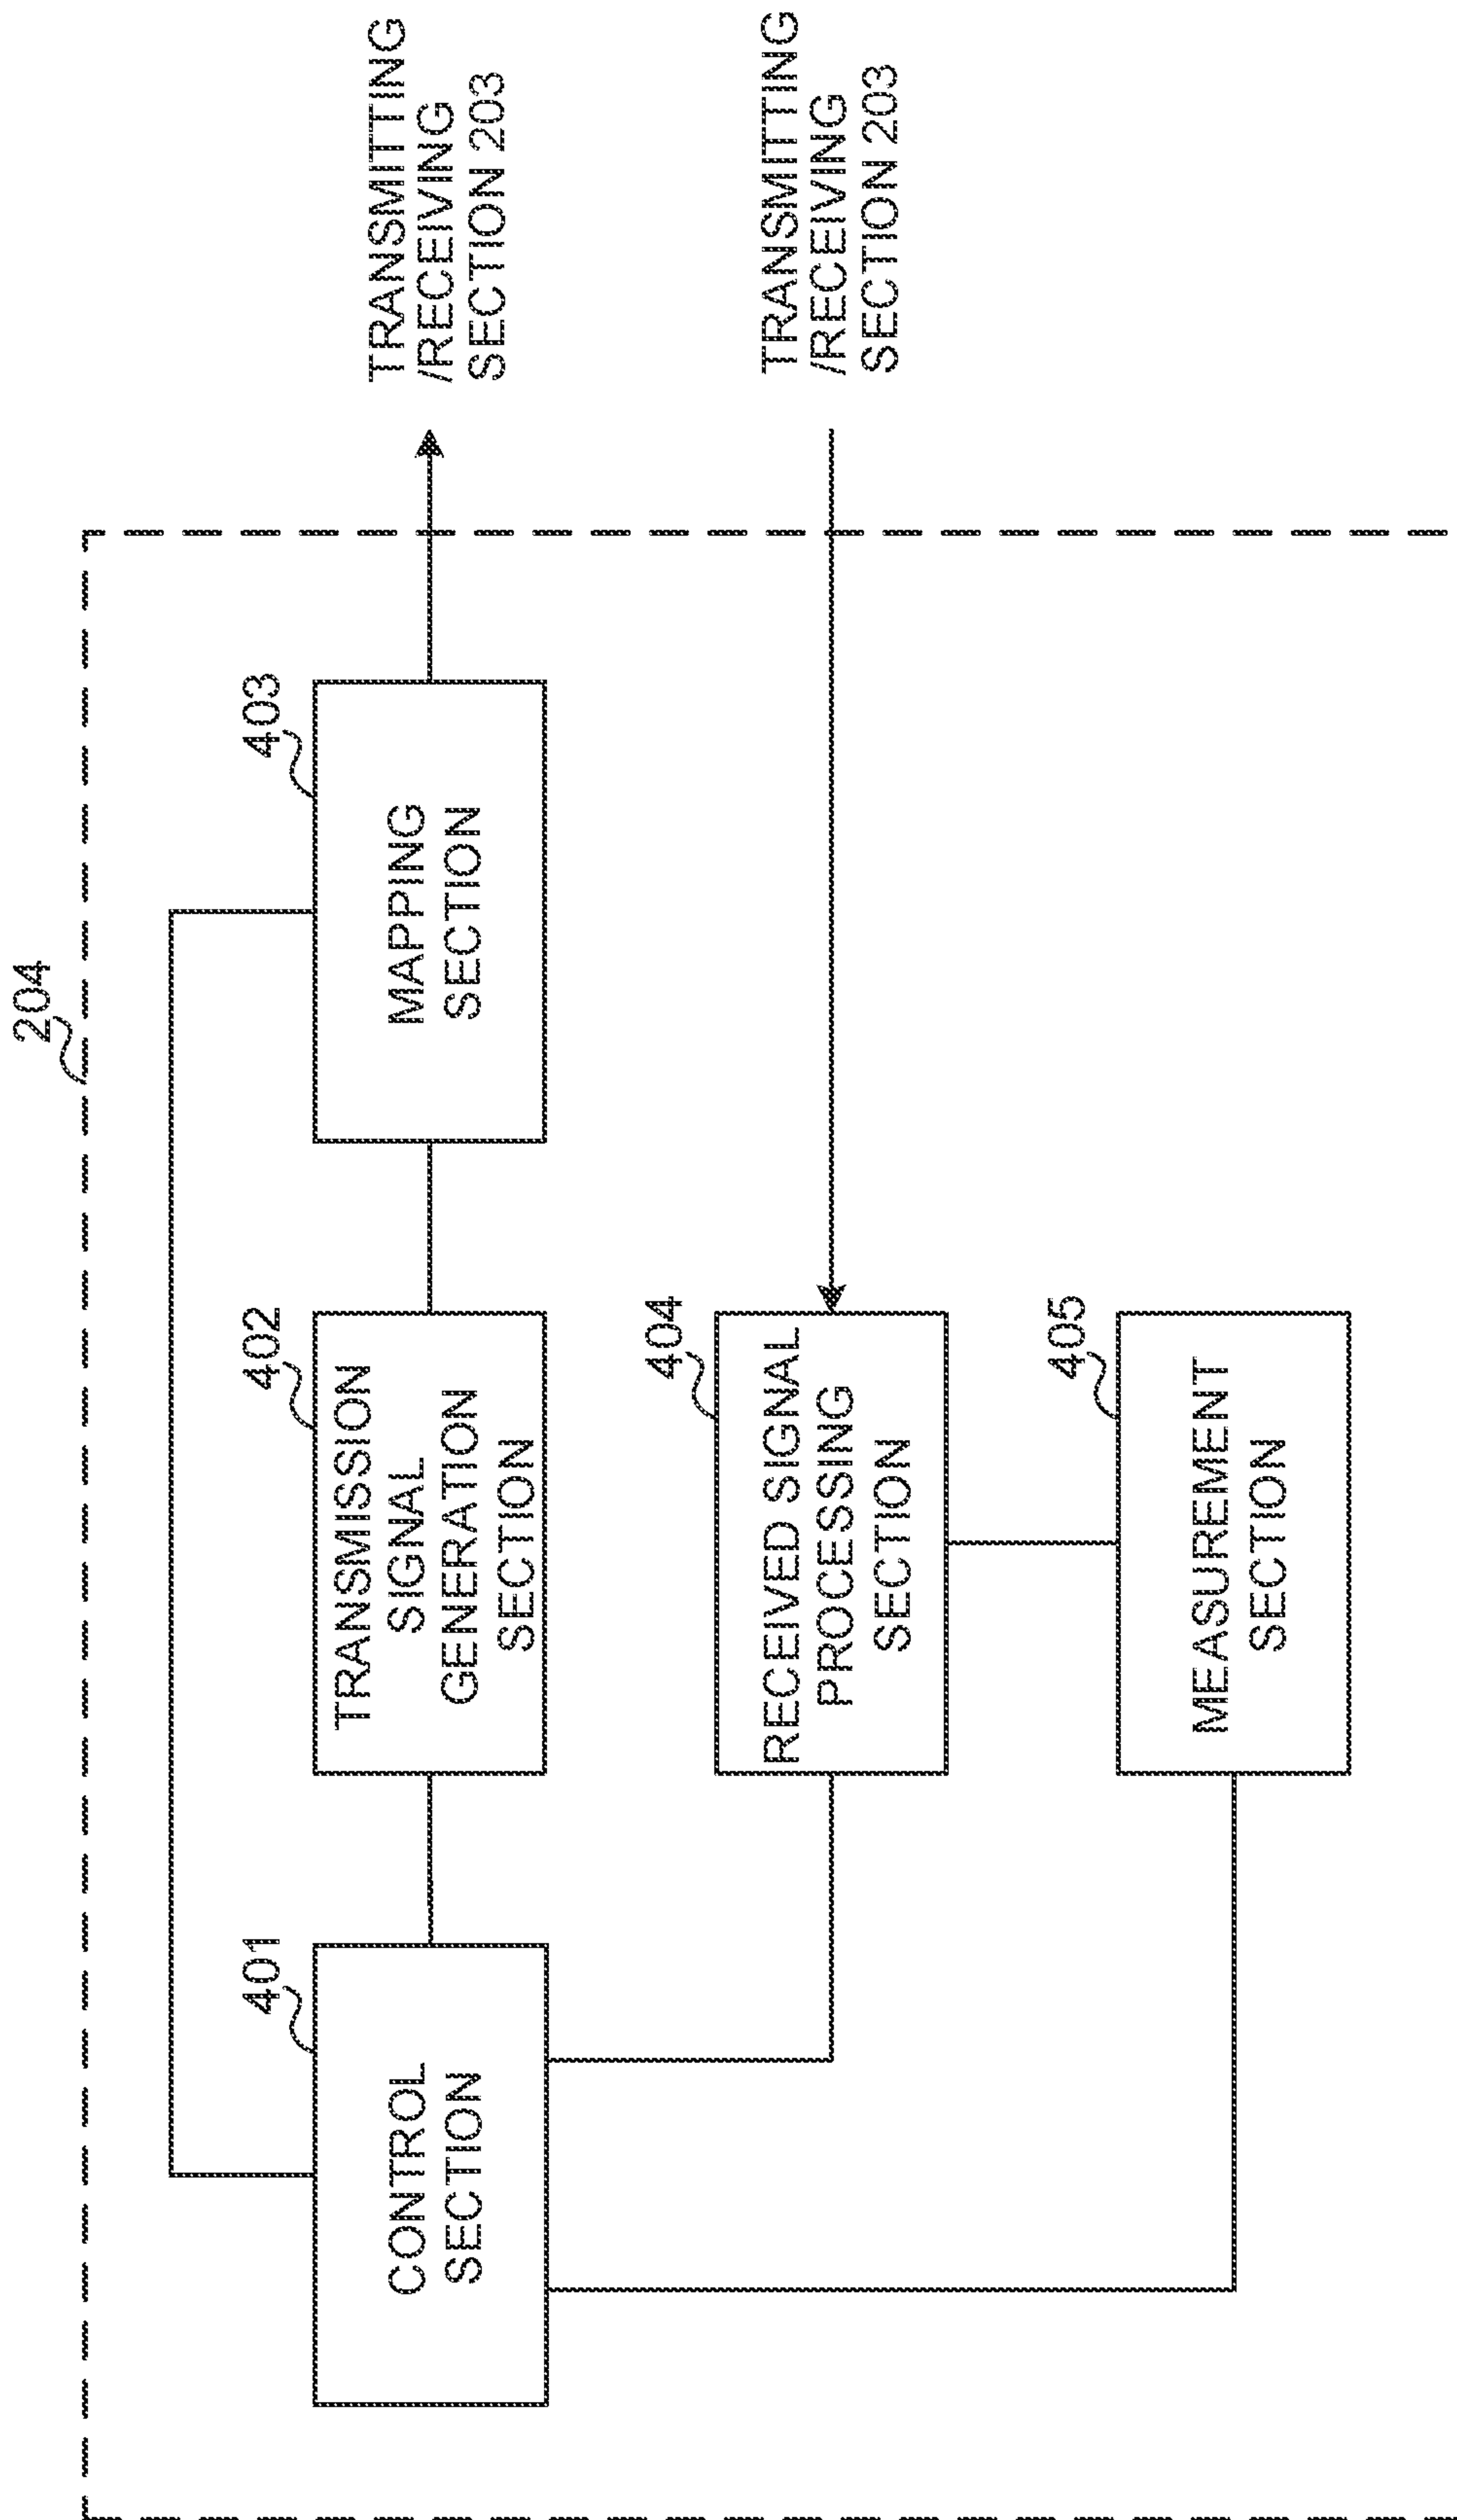 204
401
CONTROL
SECTION
402
TRANSMISSION
SIGNAL
GENERATION
SECTION
403
MAPPING
SECTION
TRANSMITTING
/RECEIVING
SECTION 203
404
RECEIVED SIGNAL
PROCESSING
SECTION
TRANSMITTING
/RECEIVING
SECTION 203
405
MEASUREMENT
SECTION